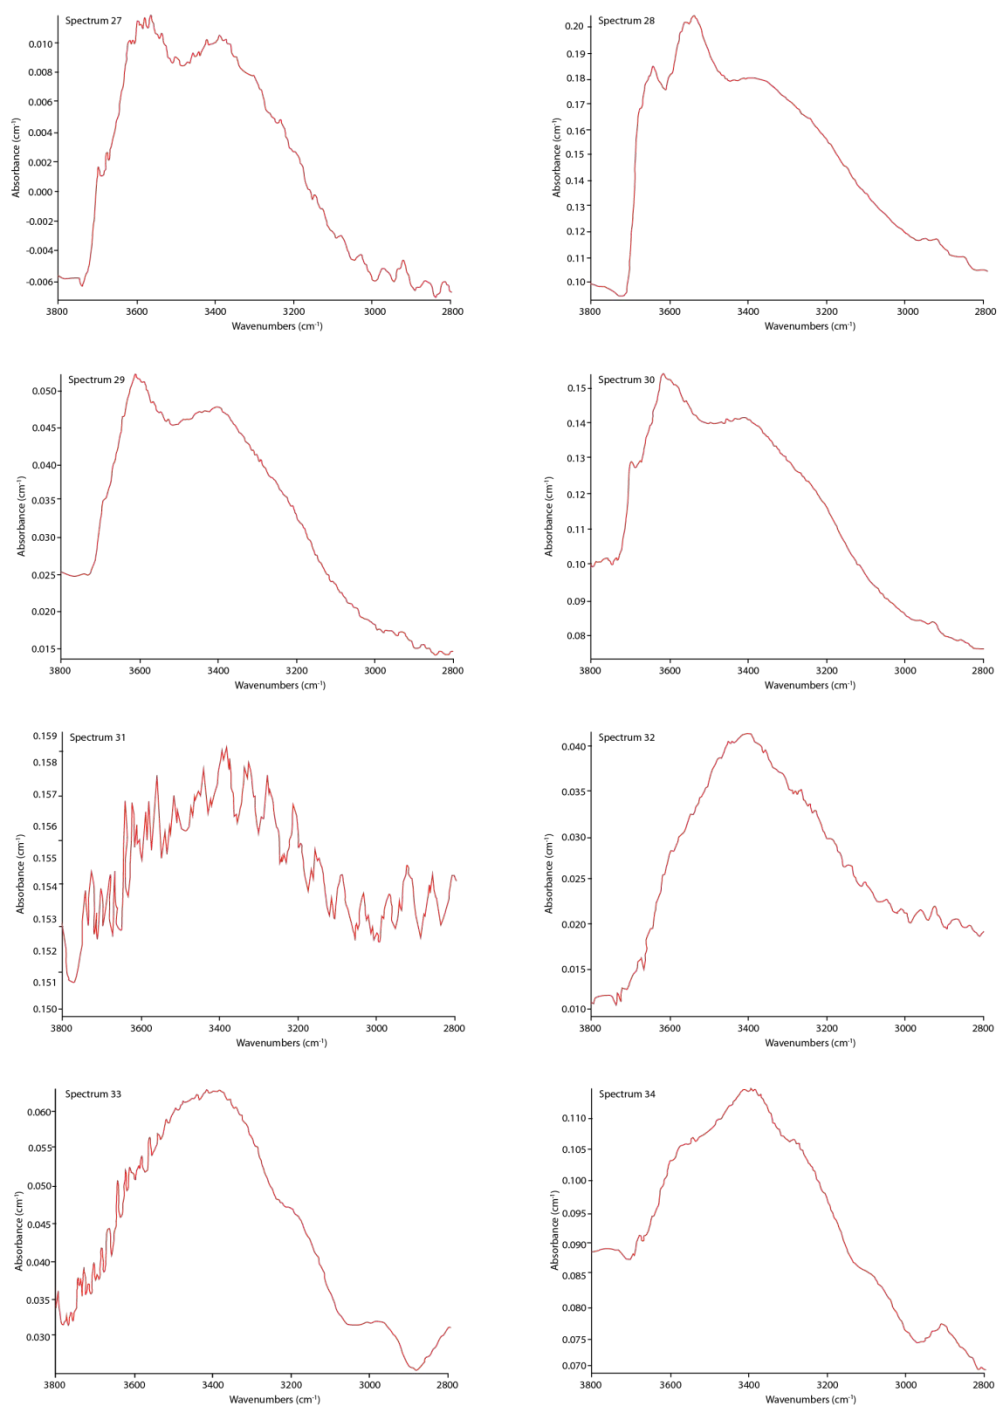 Spectrum 27
Absorbance (cm-1)
0.010
0.008
0.006
0.004
0.002
0.000
-0.002
-0.004
-0.006
3800 3600 3400 3200 3000 2800
Wavenumbers (cm-1)
Spectrum 28
Absorbance (cm-1)
0.20
0.19
0.18
0.17
0.16
0.15
0.14
0.13
0.12
0.11
0.10
3800 3600 3400 3200 3000 2800
Wavenumbers (cm-1)
Spectrum 29
Absorbance (cm-1)
0.050
0.045
0.040
0.035
0.030
0.025
0.020
0.015
3800 3600 3400 3200 3000 2800
Wavenumbers (cm-1)
Spectrum 30
Absorbance (cm-1)
0.15
0.14
0.13
0.12
0.11
0.10
0.09
0.08
3800 3600 3400 3200 3000 2800
Wavenumbers (cm-1)
Spectrum 31
Absorbance (cm-1)
0.159
0.158
0.157
0.156
0.155
0.154
0.153
0.152
0.151
0.150
3800 3600 3400 3200 3000 2800
Wavenumbers (cm-1)
Spectrum 32
Absorbance (cm-1)
0.040
0.035
0.030
0.025
0.020
0.015
0.010
3800 3600 3400 3200 3000 2800
Wavenumbers (cm-1)
Spectrum 33
Absorbance (cm-1)
0.060
0.055
0.050
0.045
0.040
0.035
0.030
3800 3600 3400 3200 3000 2800
Wavenumbers (cm-1)
Spectrum 34
Absorbance (cm-1)
0.110
0.105
0.100
0.095
0.090
0.085
0.080
0.075
0.070
3800 3600 3400 3200 3000 2800
Wavenumbers (cm-1)